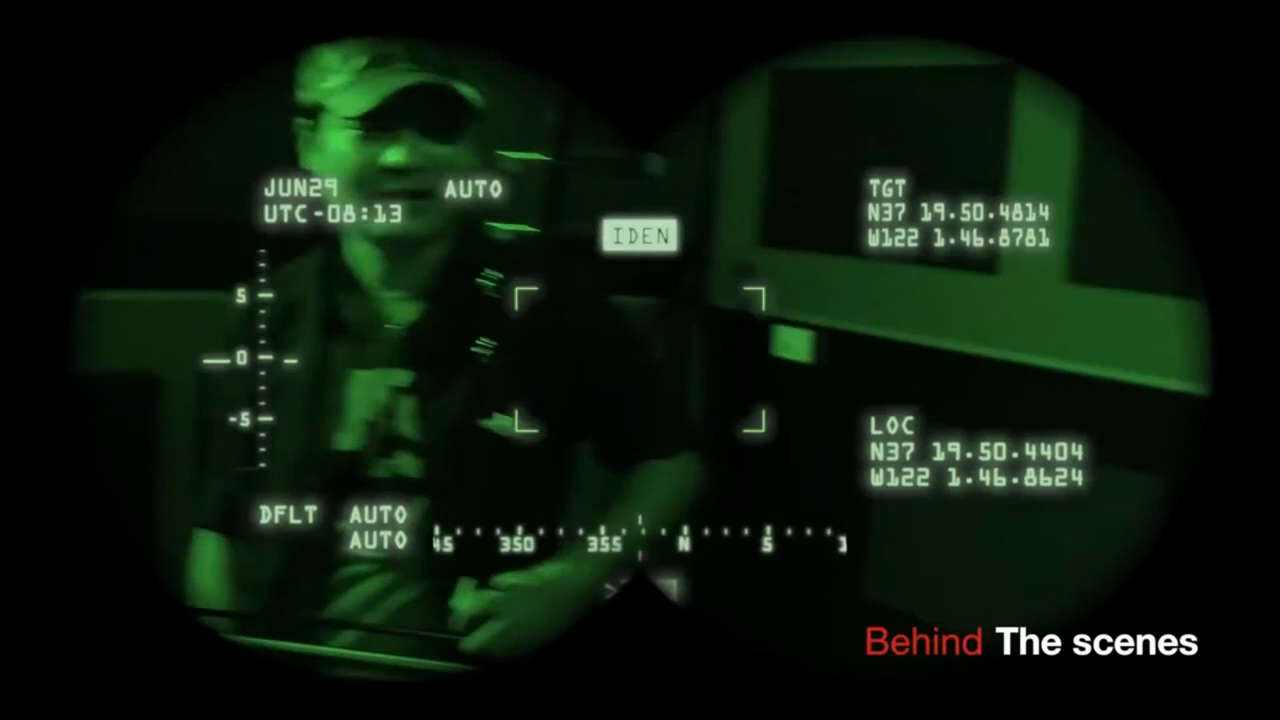 JUN29
AUTO
UTC-08:13
IDEN
TGT
N37 19.50.4814
W122 1.46.8781
5
0
-5
LOC
N37 19.50.4404
W122 1.46.8624
DFLT AUTO
AUTO
45 350 355 N 5
Behind The scenes